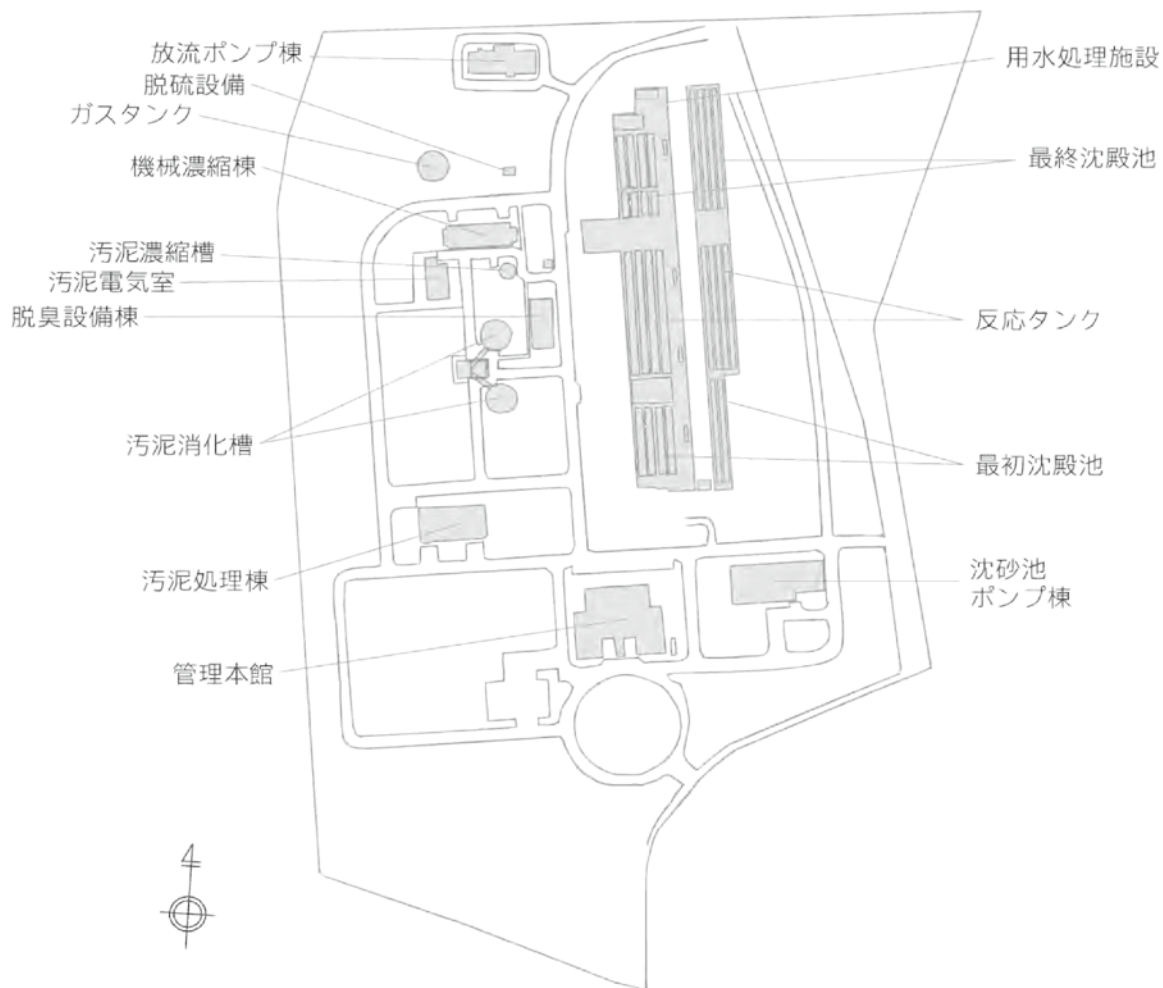 放流ポンプ棟
脱硫設備
ガスタンク
機械濃縮棟
汚泥濃縮槽
汚泥電気室
脱臭設備棟
汚泥消化槽
汚泥処理棟
管理本館
用水処理施設
最終沈殿池
反応タンク
最初沈殿池
沈砂池
ポンプ棟